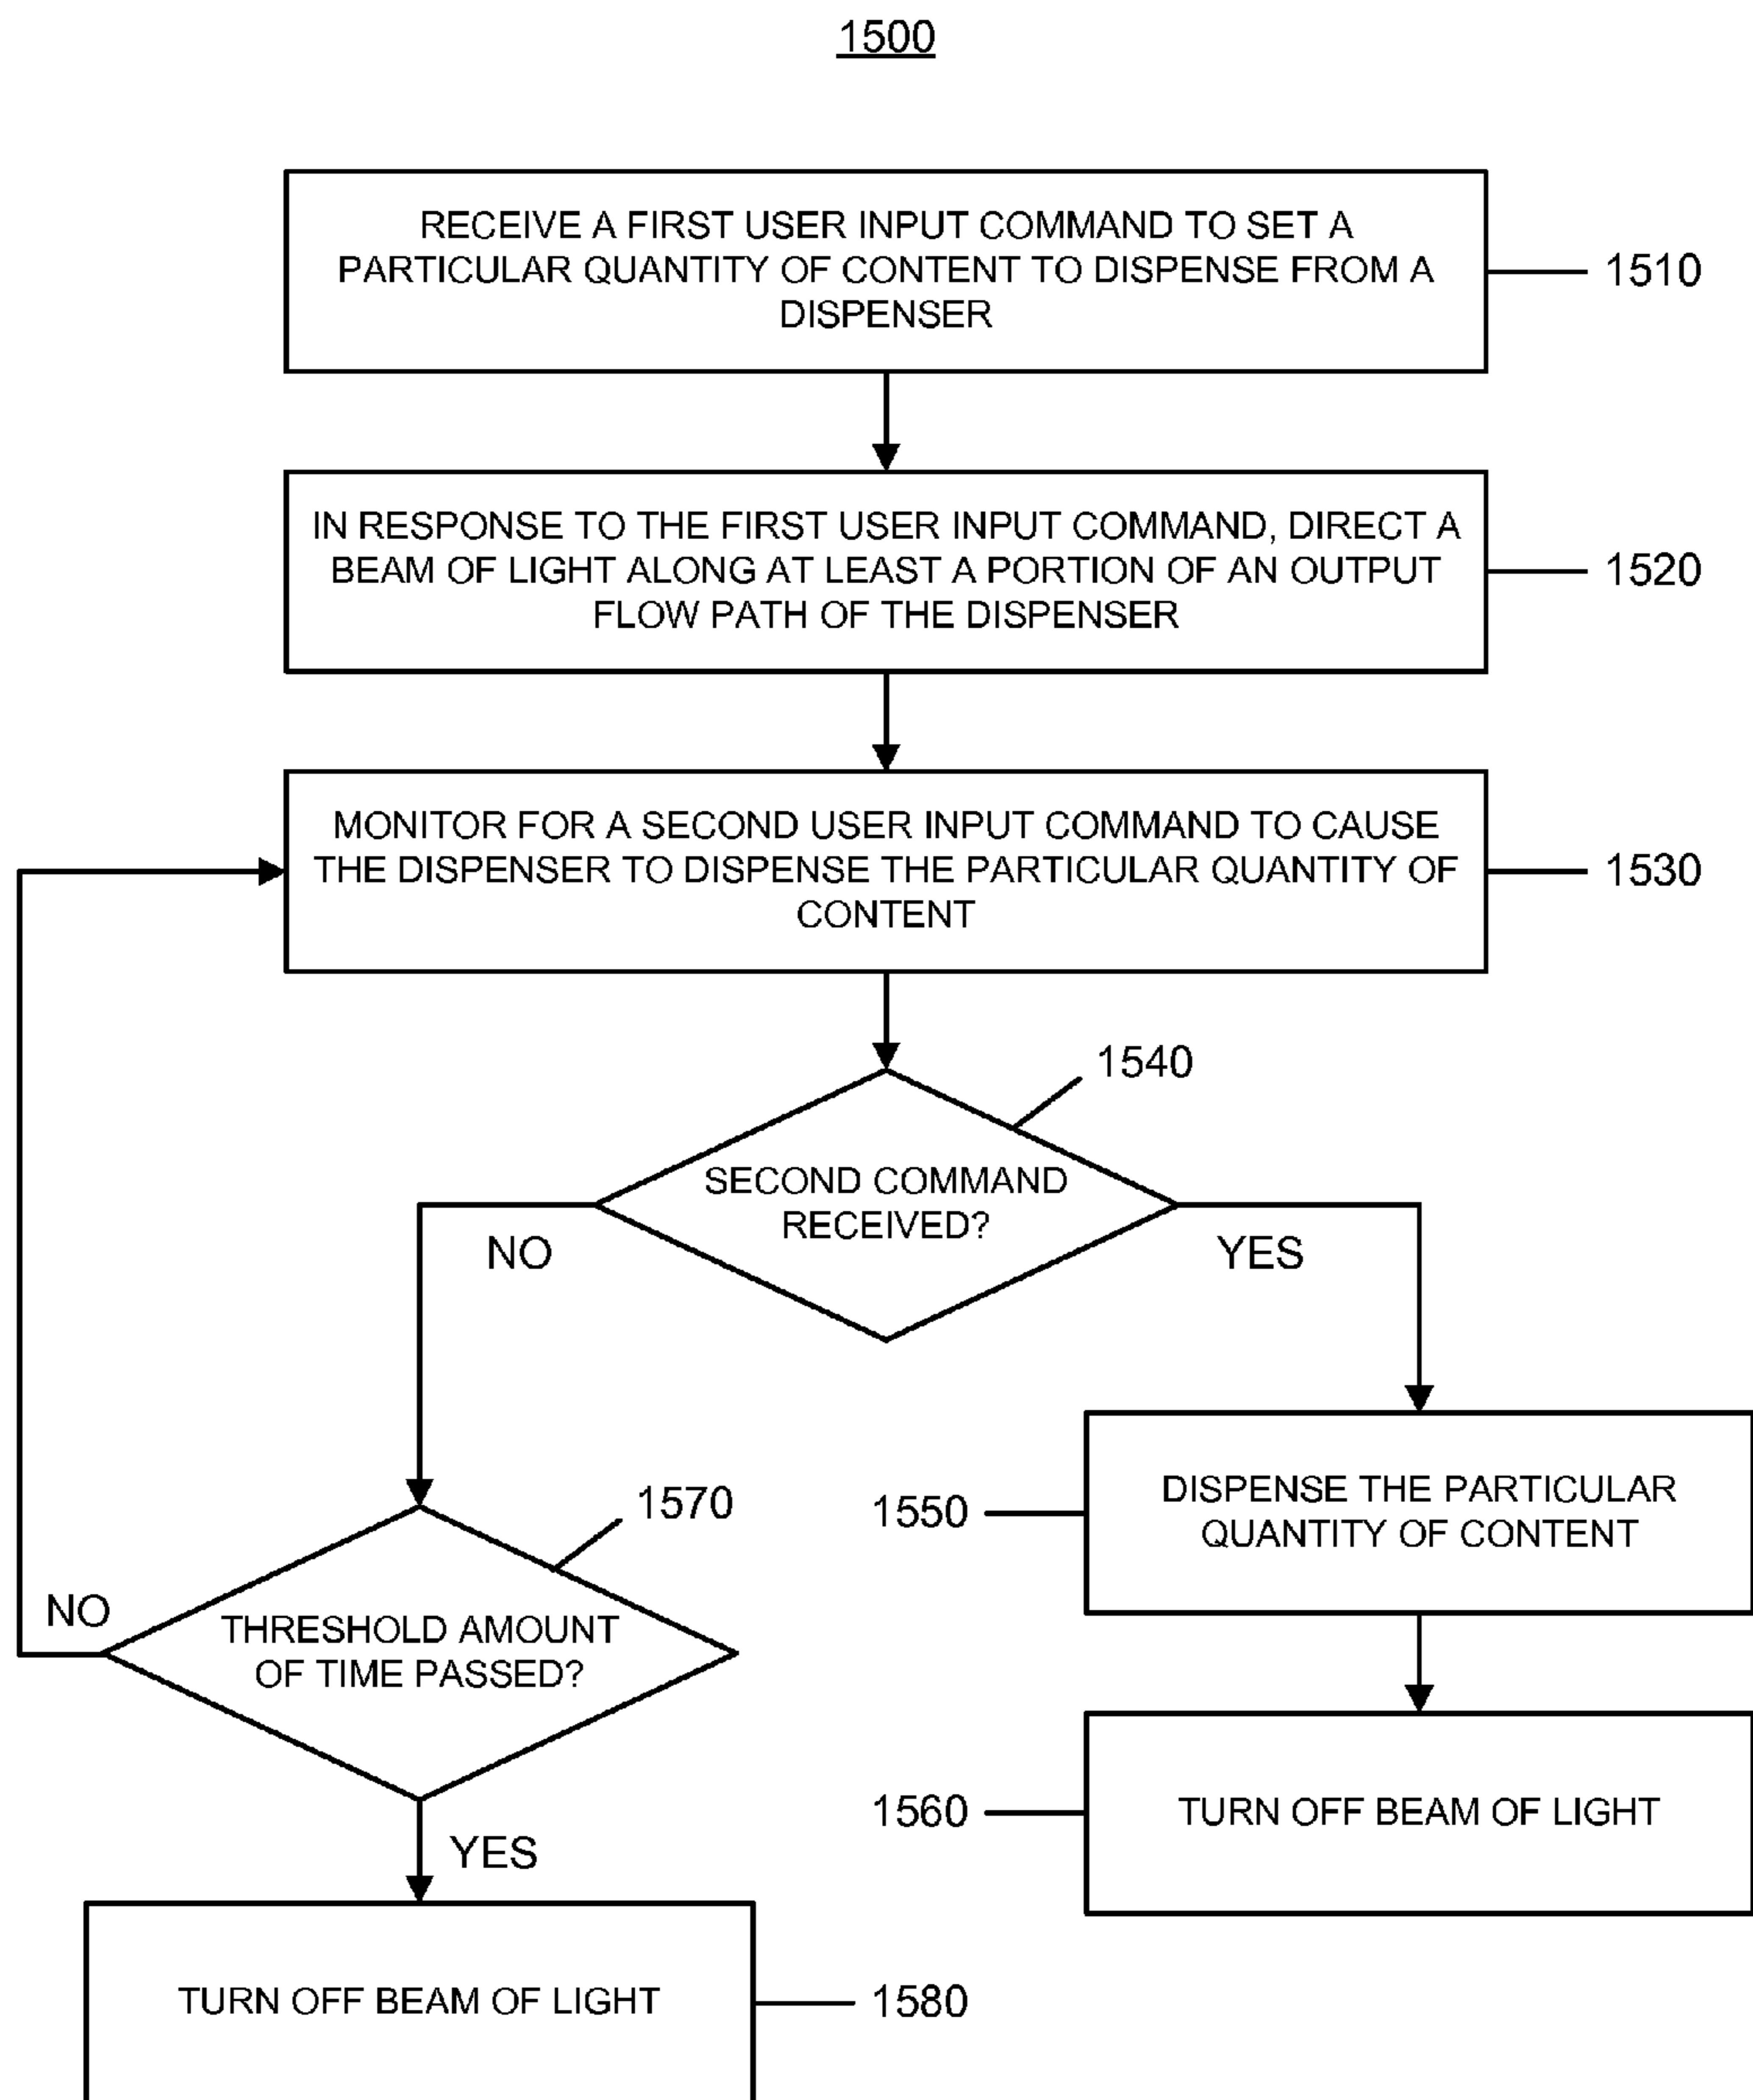 1500
RECEIVE A FIRST USER INPUT COMMAND TO SET A
PARTICULAR QUANTITY OF CONTENT TO DISPENSE FROM A
DISPENSER
1510
IN RESPONSE TO THE FIRST USER INPUT COMMAND, DIRECT A
BEAM OF LIGHT ALONG AT LEAST A PORTION OF AN OUTPUT
FLOW PATH OF THE DISPENSER
1520
MONITOR FOR A SECOND USER INPUT COMMAND TO CAUSE
THE DISPENSER TO DISPENSE THE PARTICULAR QUANTITY OF
CONTENT
1530
1540
SECOND COMMAND
RECEIVED?
NO
YES
1570
1550
DISPENSE THE PARTICULAR
QUANTITY OF CONTENT
NO
THRESHOLD AMOUNT
OF TIME PASSED?
1560
TURN OFF BEAM OF LIGHT
YES
TURN OFF BEAM OF LIGHT
1580